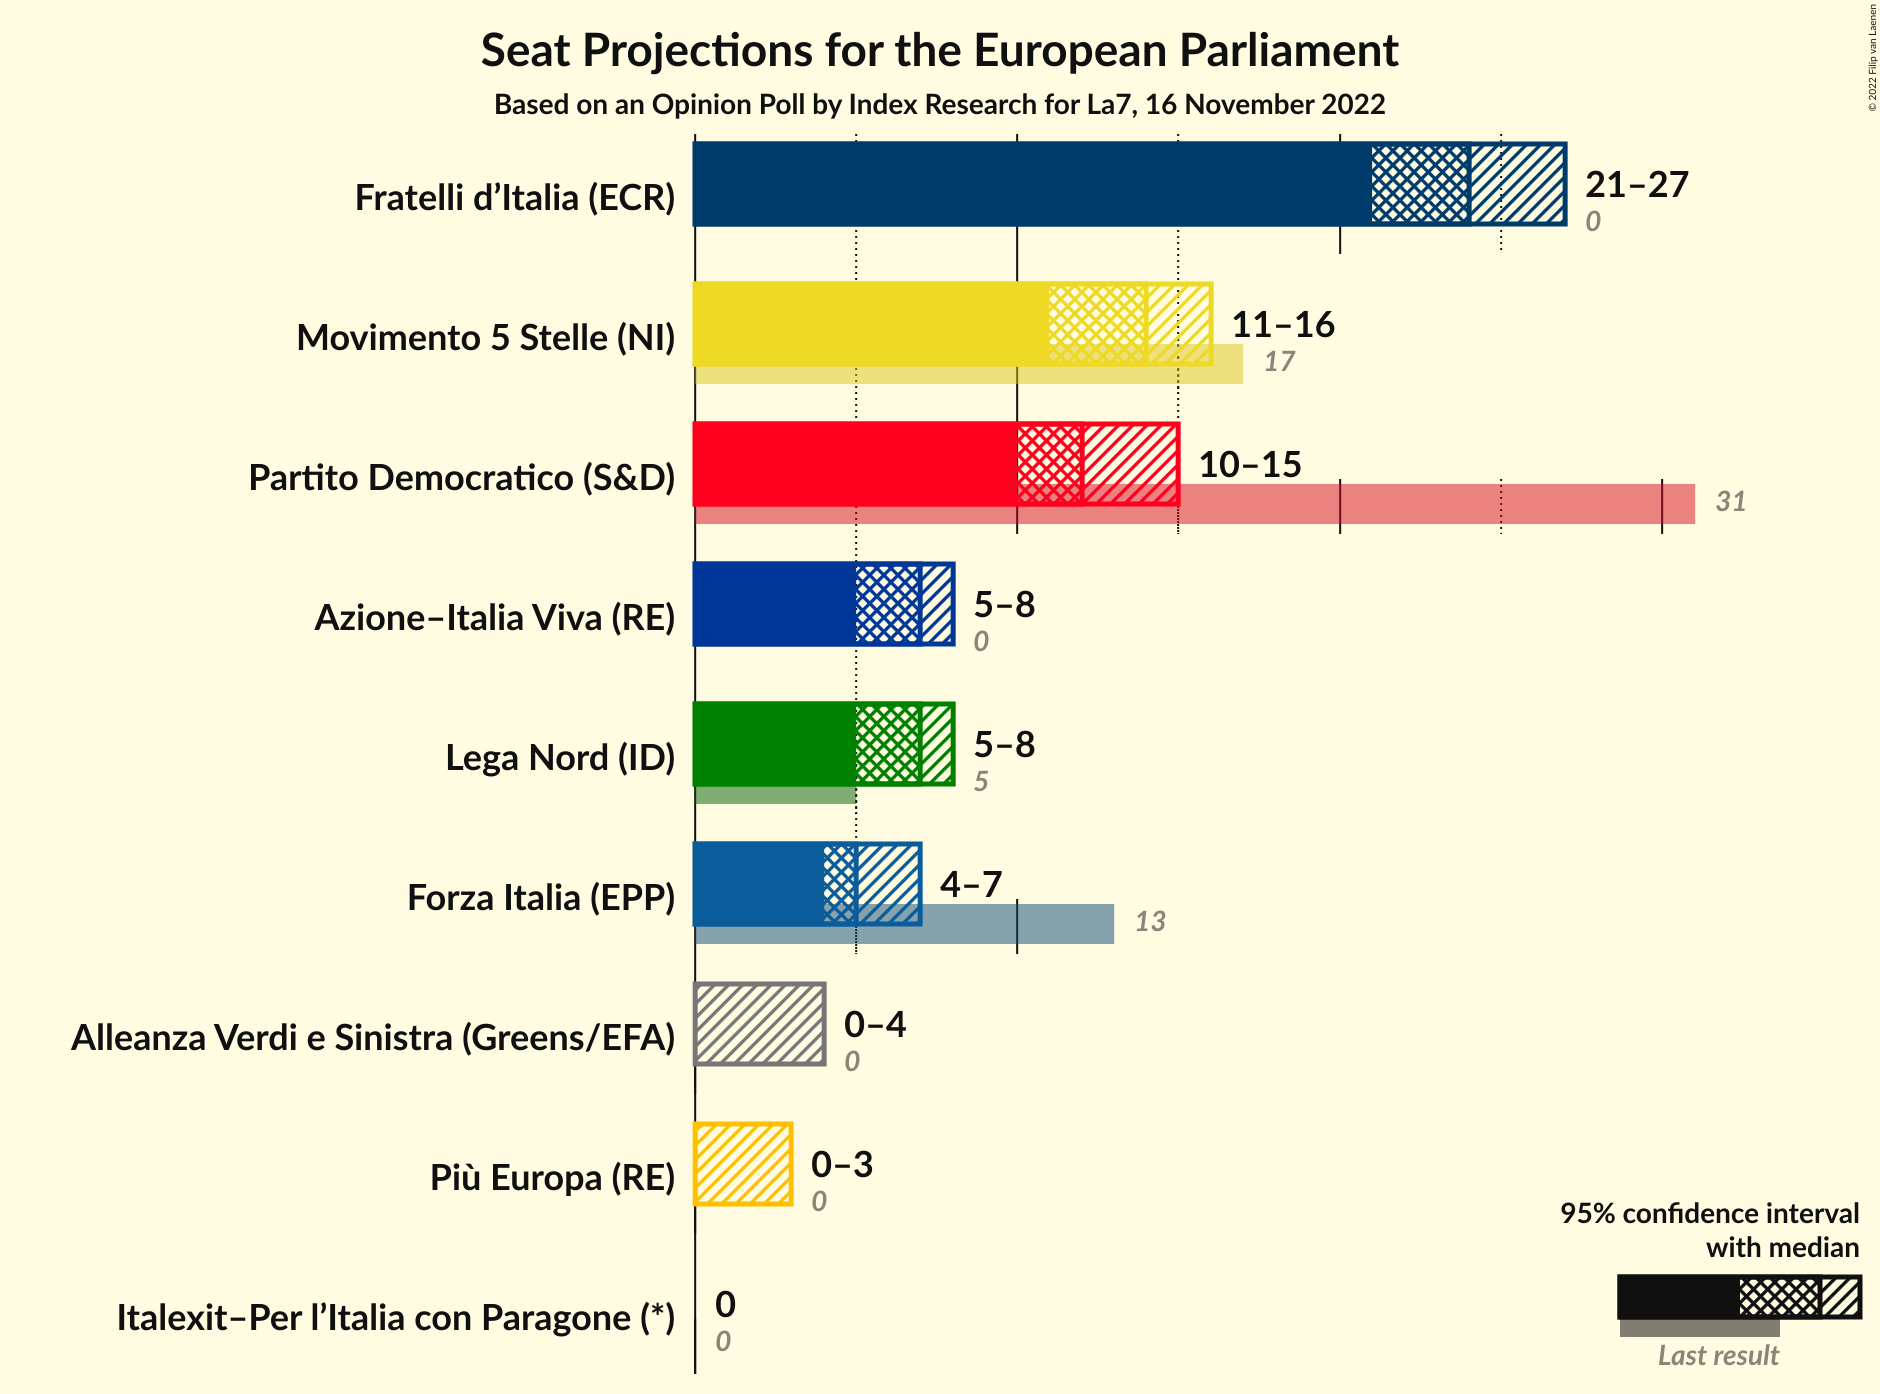 Seat Projections for the European Parliament
Based on an Opinion Poll by Index Research for La7, 16 November 2022
© 2022 Filip van Laenen
Fratelli d’Italia (ECR)
21–27
0
Movimento 5 Stelle (NI)
11–16
17
Partito Democratico (S&D)
10–15
31
Azione–Italia Viva (RE)
5–8
0
Lega Nord (ID)
5–8
5
Forza Italia (EPP)
4–7
13
Alleanza Verdi e Sinistra (Greens/EFA)
0–4
0
Più Europa (RE)
0–3
0
Italexit–Per l’Italia con Paragone (*)
0
0
95% confidence interval
with median
Last result